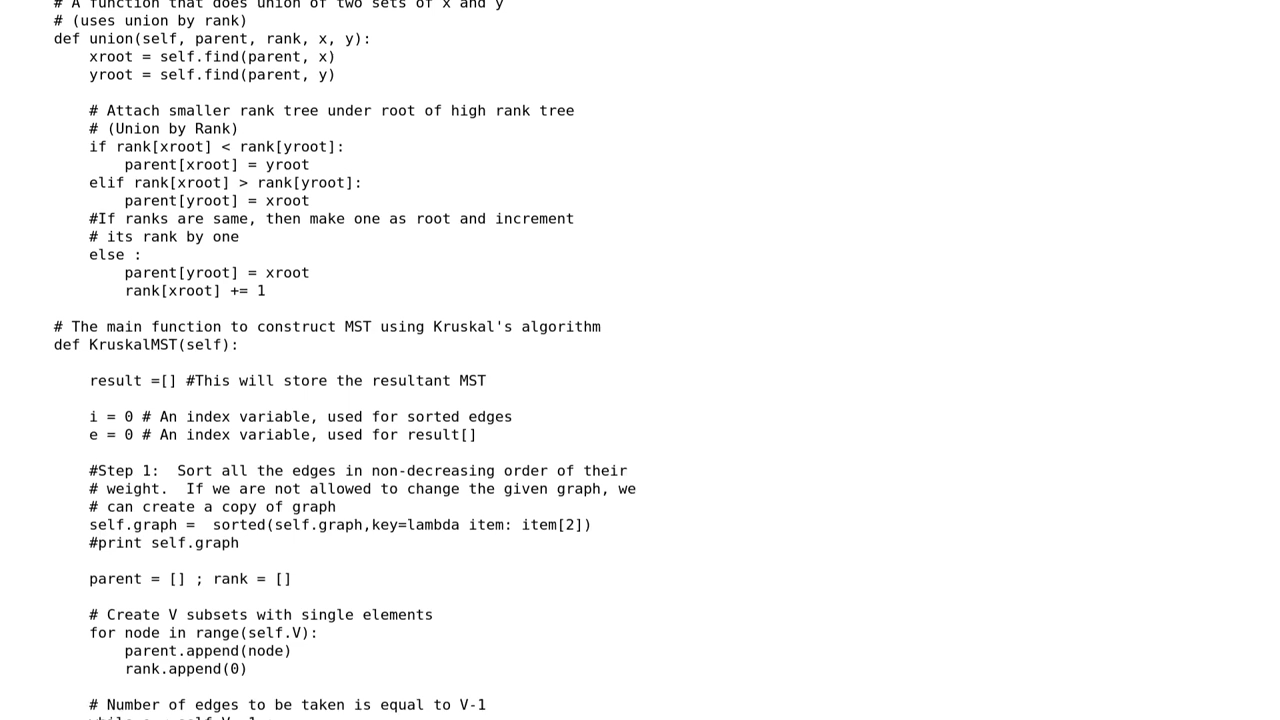 # A function that does union of two sets of x and y
# (uses union by rank)
def union(self, parent, rank, x, y):
    xroot = self.find(parent, x)
    yroot = self.find(parent, y)

    # Attach smaller rank tree under root of high rank tree
    # (Union by Rank)
    if rank[xroot] < rank[yroot]:
        parent[xroot] = yroot
    elif rank[xroot] > rank[yroot]:
        parent[yroot] = xroot
    #If ranks are same, then make one as root and increment
    # its rank by one
    else :
        parent[yroot] = xroot
        rank[xroot] += 1

# The main function to construct MST using Kruskal's algorithm
def KruskalMST(self):

    result =[] #This will store the resultant MST

    i = 0 # An index variable, used for sorted edges
    e = 0 # An index variable, used for result[]

    #Step 1:  Sort all the edges in non-decreasing order of their
    # weight.  If we are not allowed to change the given graph, we
    # can create a copy of graph
    self.graph =  sorted(self.graph,key=lambda item: item[2])
    #print self.graph

    parent = [] ; rank = []

    # Create V subsets with single elements
    for node in range(self.V):
        parent.append(node)
        rank.append(0)

    # Number of edges to be taken is equal to V-1